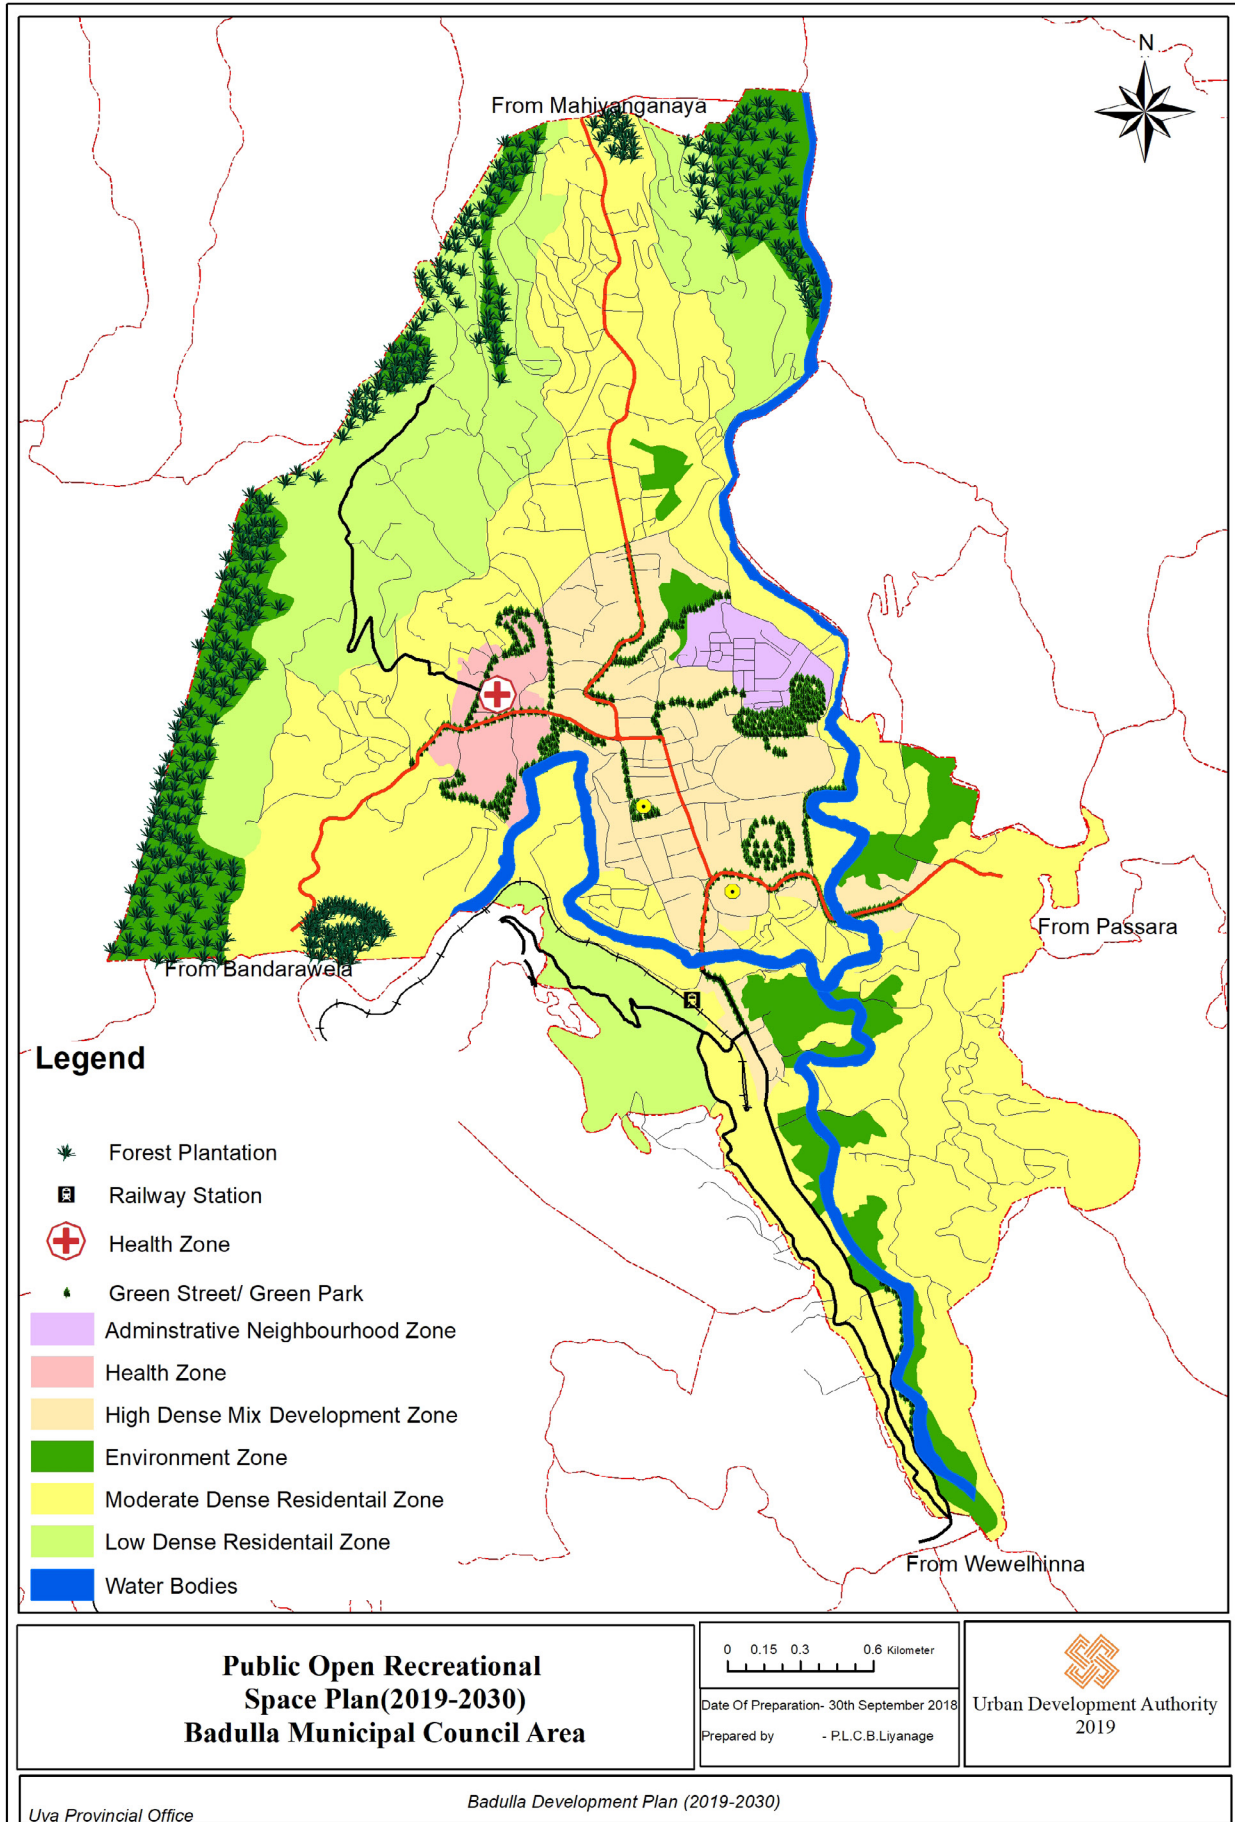 N
From Mahiyanganaya
From Passara
From Bandarawela
Legend
Forest Plantation
Railway Station
Health Zone
Green Street/ Green Park
Adminstrative Neighbourhood Zone
Health Zone
High Dense Mix Development Zone
Environment Zone
Moderate Dense Residentail Zone
Low Dense Residentail Zone
Water Bodies
From Wewelhinna
Public Open Recreational
Space Plan(2019-2030)
Badulla Municipal Council Area
0 0.15 0.3 0.6 Kilometer
Date Of Preparation- 30th September 2018
Prepared by - P.L.C.B.Liyanage
Urban Development Authority
2019
Badulla Development Plan (2019-2030)
Uva Provincial Office